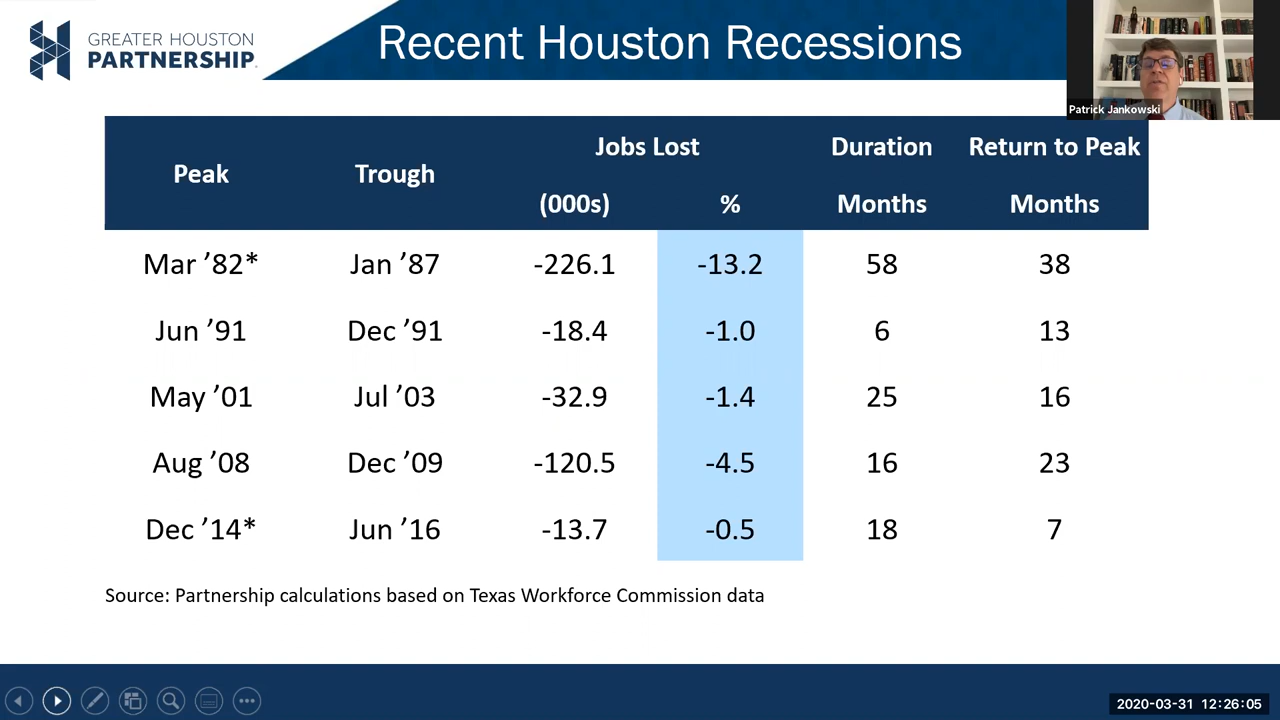 GREATER HOUSTON
PARTNERSHIP.
Recent Houston Recessions
Patrick Jankowski
Peak Trough Jobs Lost Duration Return to Peak
(000s) % Months Months
Mar ’82* Jan ’87 -226.1 -13.2 58 38
Jun ’91 Dec ’91 -18.4 -1.0 6 13
May ’01 Jul ’03 -32.9 -1.4 25 16
Aug ’08 Dec ’09 -120.5 -4.5 16 23
Dec ’14* Jun ’16 -13.7 -0.5 18 7
Source: Partnership calculations based on Texas Workforce Commission data
2020-03-31 12:26:05